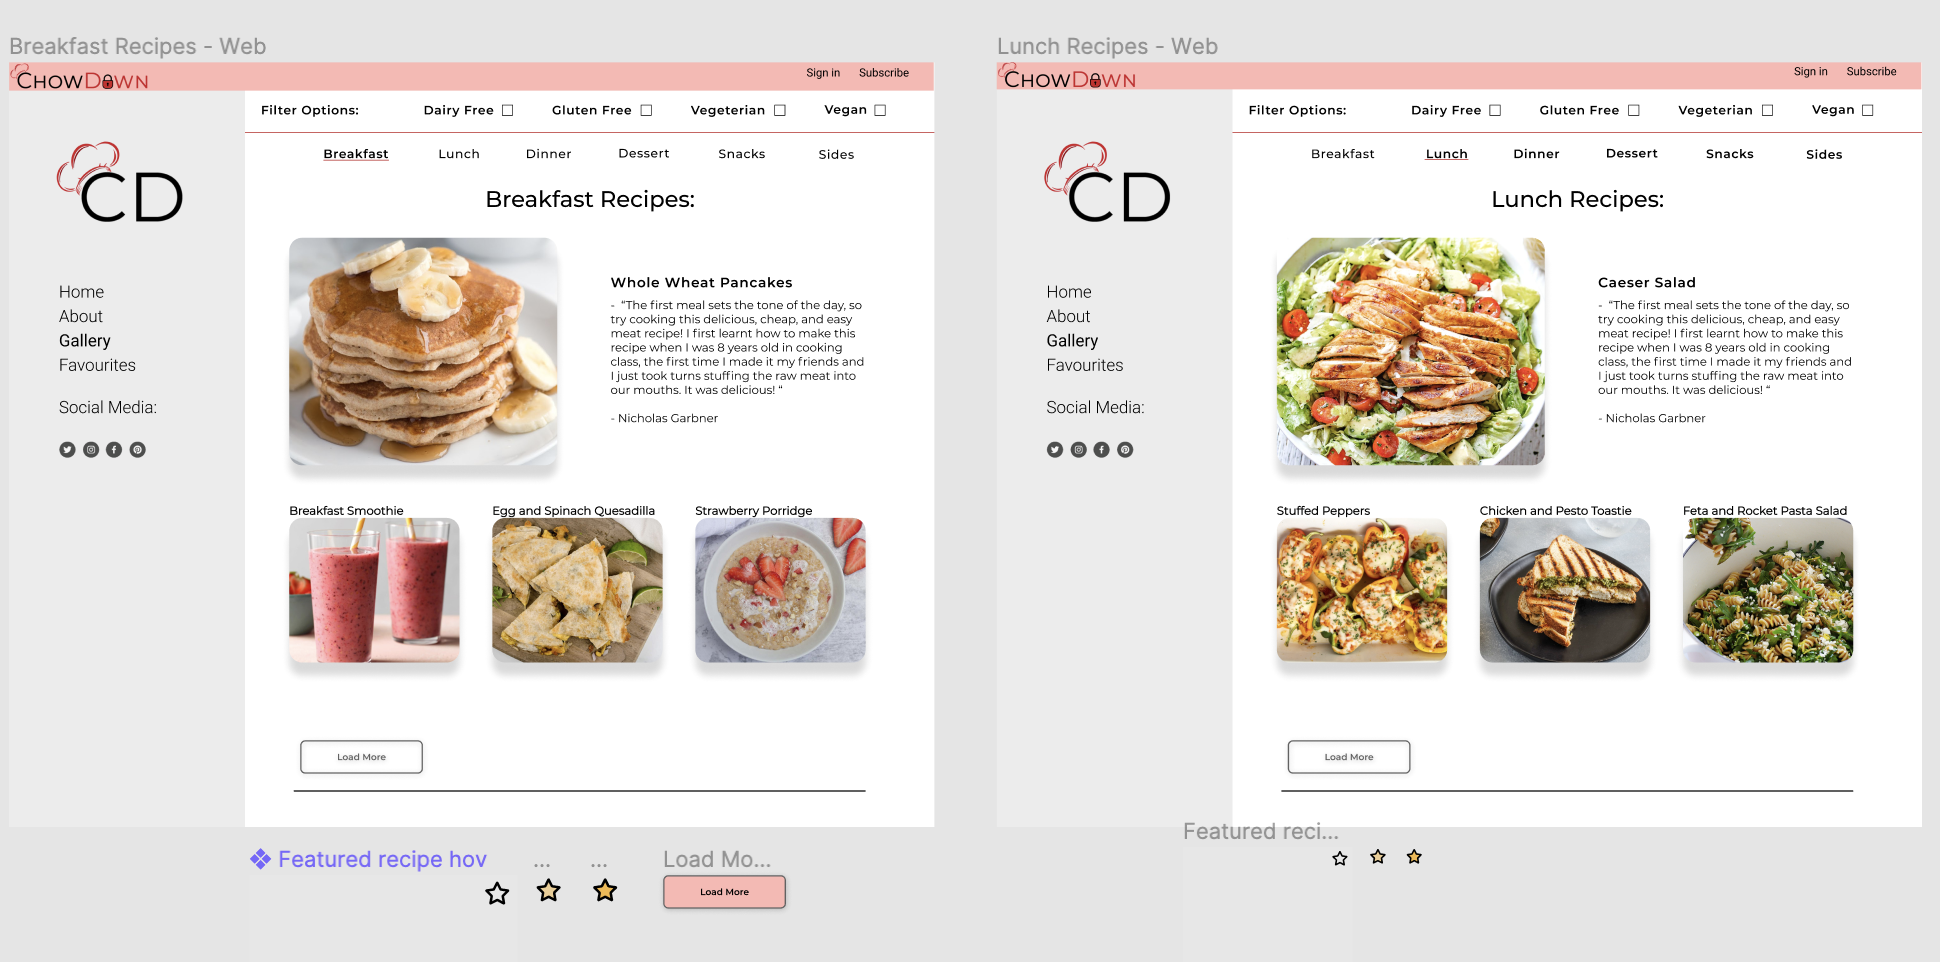 Breakfast Recipes - Web
CHOWDOWN
Sign in Subscribe
Filter Options: Dairy Free Gluten Free Vegeterian Vegan
Breakfast Lunch Dinner Dessert Snacks Sides
CD
Breakfast Recipes:
Home
About
Gallery
Favourites
Social Media:
Whole Wheat Pancakes
- “The first meal sets the tone of the day, so
try cooking this delicious, cheap, and easy
meat recipe! I first learnt how to make this
recipe when I was 8 years old in cooking
class, the first time I made it my friends and
I just took turns stuffing the raw meat into
our mouths. It was delicious! “
- Nicholas Garbner
Breakfast Smoothie
Egg and Spinach Quesadilla
Strawberry Porridge
Load More
Featured recipe hov
...
...
Load Mo...
Load More
Lunch Recipes - Web
CHOWDOWN
Sign in Subscribe
Filter Options: Dairy Free Gluten Free Vegeterian Vegan
Breakfast Lunch Dinner Dessert Snacks Sides
CD
Lunch Recipes:
Home
About
Gallery
Favourites
Social Media:
Caeser Salad
- “The first meal sets the tone of the day, so
try cooking this delicious, cheap, and easy
meat recipe! I first learnt how to make this
recipe when I was 8 years old in cooking
class, the first time I made it my friends and
I just took turns stuffing the raw meat into
our mouths. It was delicious! “
- Nicholas Garbner
Stuffed Peppers
Chicken and Pesto Toastie
Feta and Rocket Pasta Salad
Load More
Featured reci...